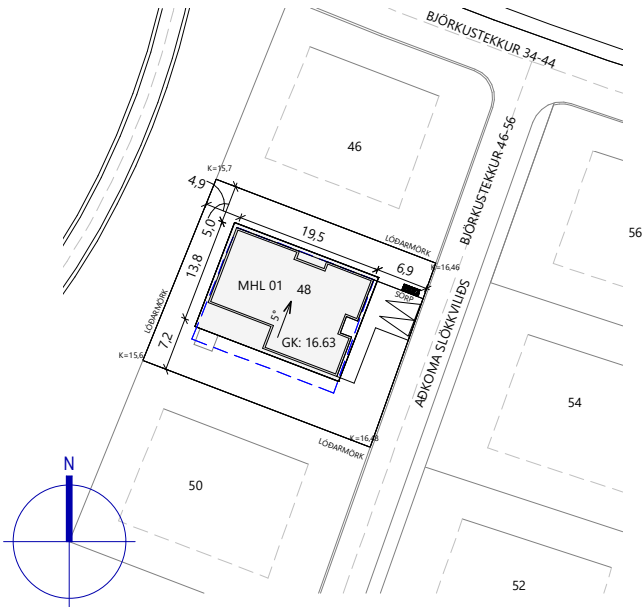 BJÖRKUSTEKKUR 34-44
46
BJÖRKUSTEKKUR 46-56
56
K=15,7
4,9
5,0
19,5
LÓÐARMÖRK
6,9
K=16,46
SORP
13,8
MHL 01
48
5°
GK: 16.63
LÓÐARMÖRK
7,2
K=15,6
AÐKOMA SLÖKKVILIÐS
54
LÓÐARMÖRK
K=16,48
50
N
52